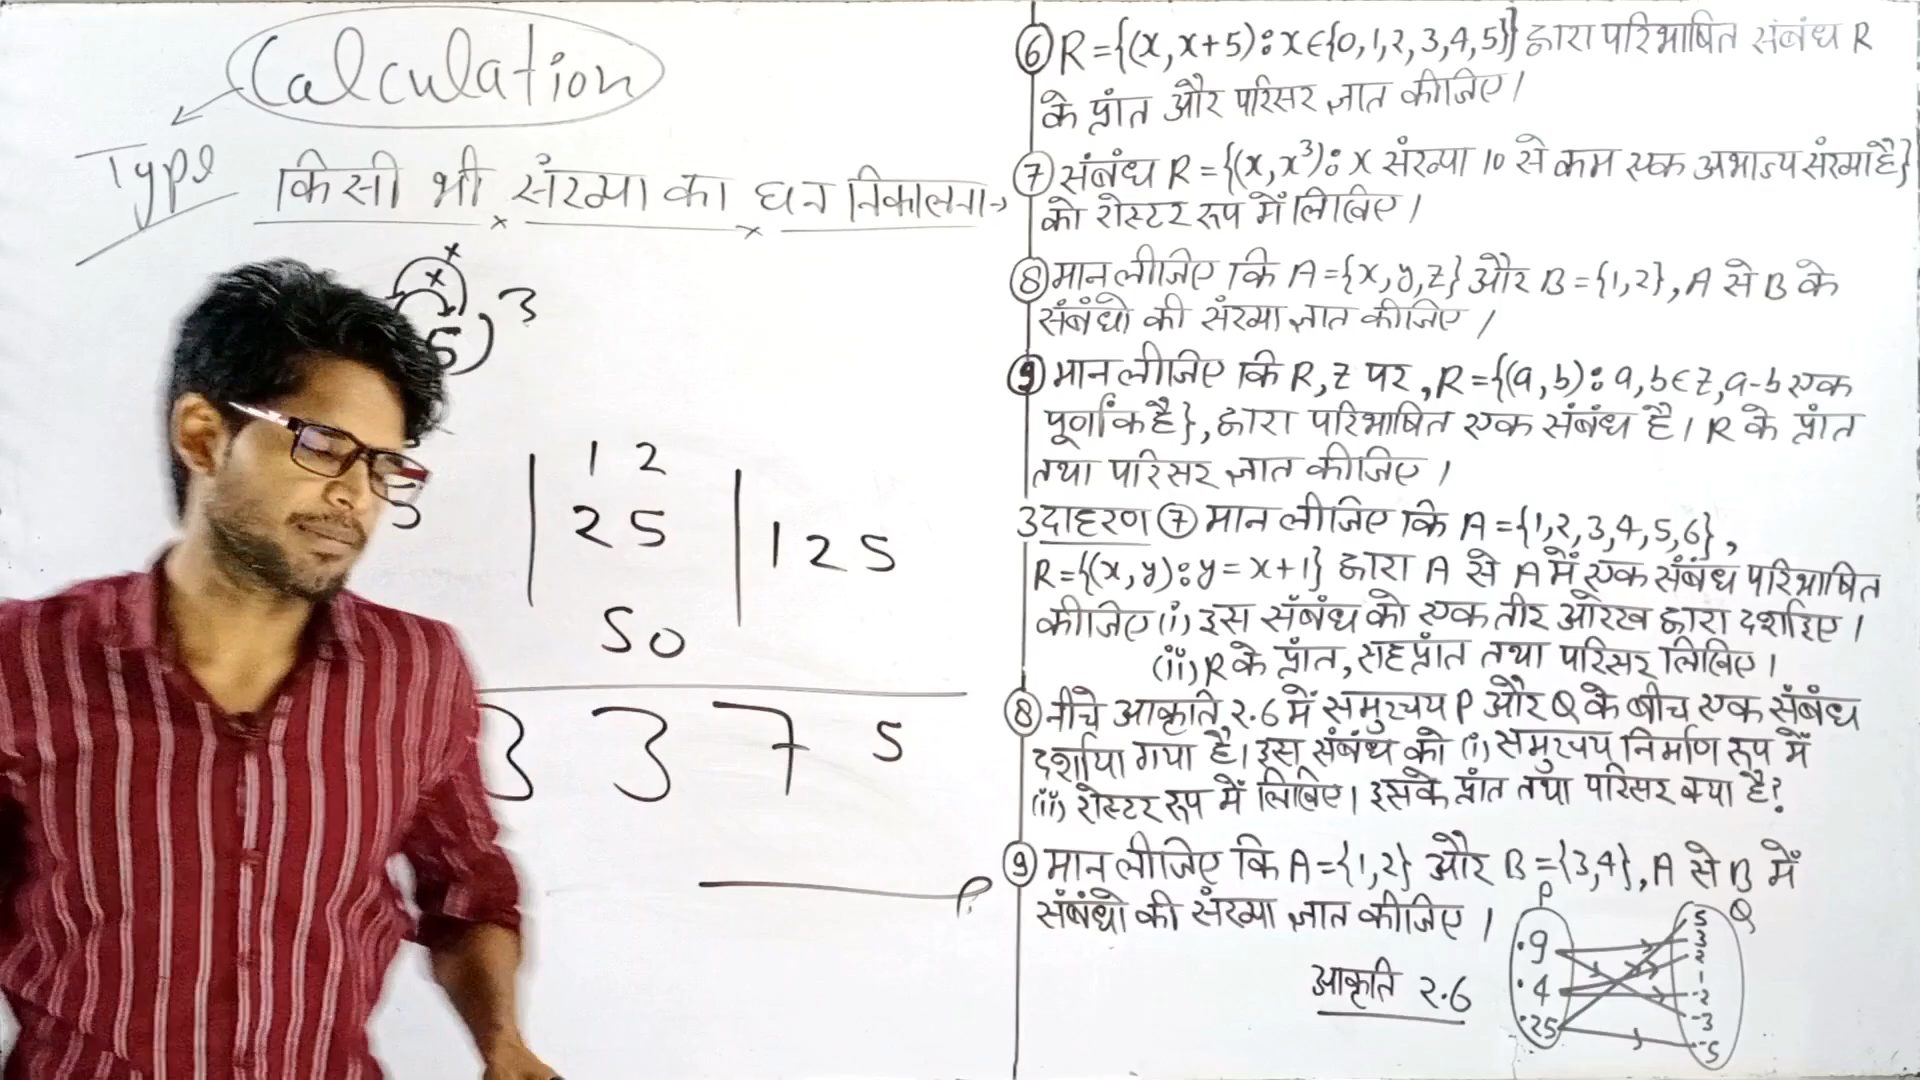 Calculation
Type
किसी भी संख्या का घन निकालना→
x
x
5)³
1 2
5 | 25 | 125
50
3 3 7 5
⑥ R={(x, x+5) : x∈{0,1,2,3,4,5}} द्वारा परिभाषित संबंध R
के प्रांत और परिसर ज्ञात कीजिए।
⑦ संबंध R={(x, x³) : x संख्या 10 से कम एक अभाज्य संख्या है}
को रोस्टर रूप में लिखिए।
⑧ मान लीजिए कि A={x,y,z} और B={1,2}, A से B के
संबंधो की संख्या ज्ञात कीजिए।
⑨ मान लीजिए कि R,Z पर, R={(a,b) : a,b∈Z, a-b एक
पूर्णांक है}, द्वारा परिभाषित एक संबंध है। R के प्रांत
तथा परिसर ज्ञात कीजिए।
उदाहरण ⑦ मान लीजिए कि A={1,2,3,4,5,6},
R={(x,y) : y=x+1} द्वारा A से A में एक संबंध परिभाषित
कीजिए (i) इस संबंध को एक तीर आरेख द्वारा दर्शाइए।
(ii) R के प्रांत, सहप्रांत तथा परिसर लिखिए।
⑧ नीचे आकृति 2.6 में समुच्चय P और Q के बीच एक संबंध
दर्शाया गया है। इस संबंध को (i) समुच्चय निर्माण रूप में
(ii) रोस्टर रूप में लिखिए। इसके प्रांत तथा परिसर क्या है?
⑨ मान लीजिए कि A={1,2} और B={3,4}, A से B में
संबंधो की संख्या ज्ञात कीजिए।
आकृति 2.6
P
.9
.4
.25
Q
5
3
2
1
-2
-3
-5